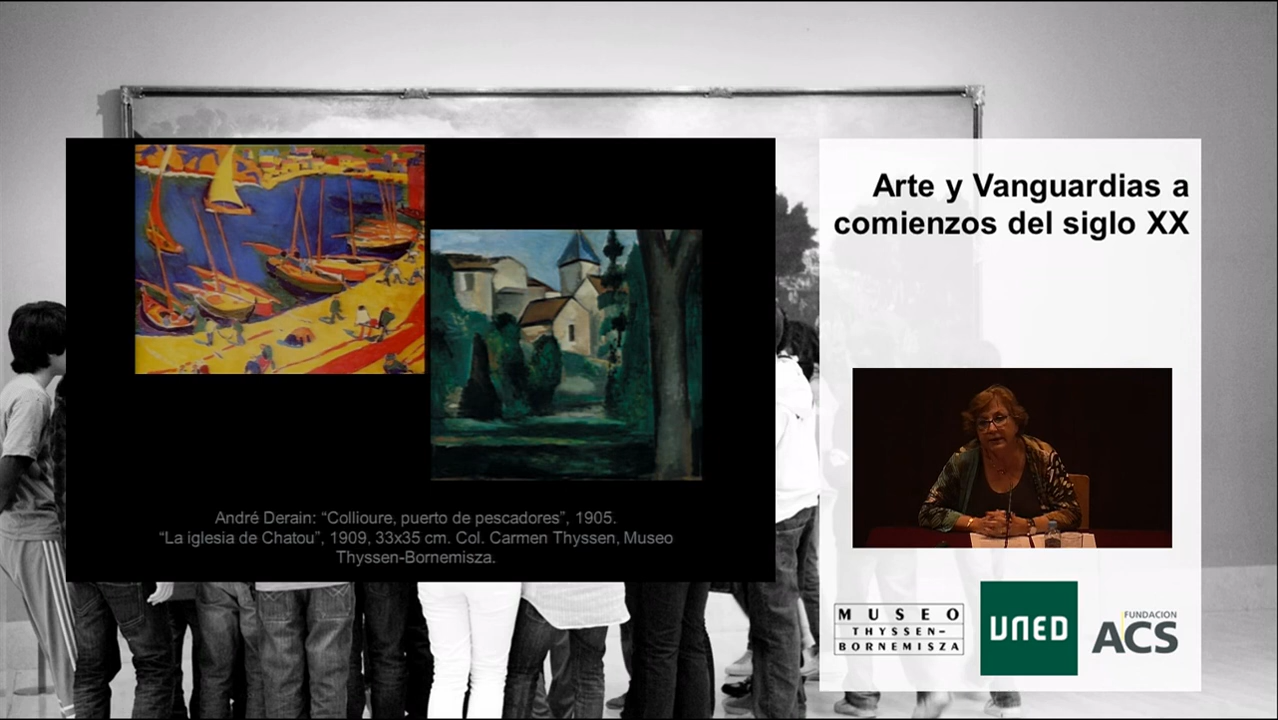 Arte y Vanguardias a
comienzos del siglo XX
André Derain: “Collioure, puerto de pescadores”, 1905.
“La iglesia de Chatou”, 1909, 33x35 cm. Col. Carmen Thyssen, Museo
Thyssen-Bornemisza.
MUSEO
THYSSEN-
BORNEMISZA
UNED
FUNDACION
ACS